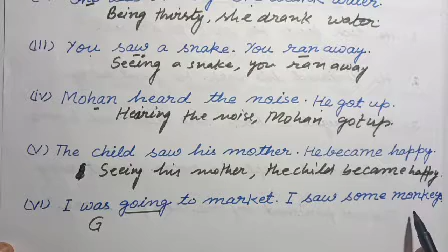 Being thirsty, she drank water.
III) You saw a snake. You ran away.
Seeing a snake, you ran away
IV) Mohan heard the noise. He got up.
Hearing the noise, Mohan got up.
(V) The child saw his mother. He became happy.
Seeing his mother, the child became happy.
(VI) I was going to market. I saw some monkeys
G